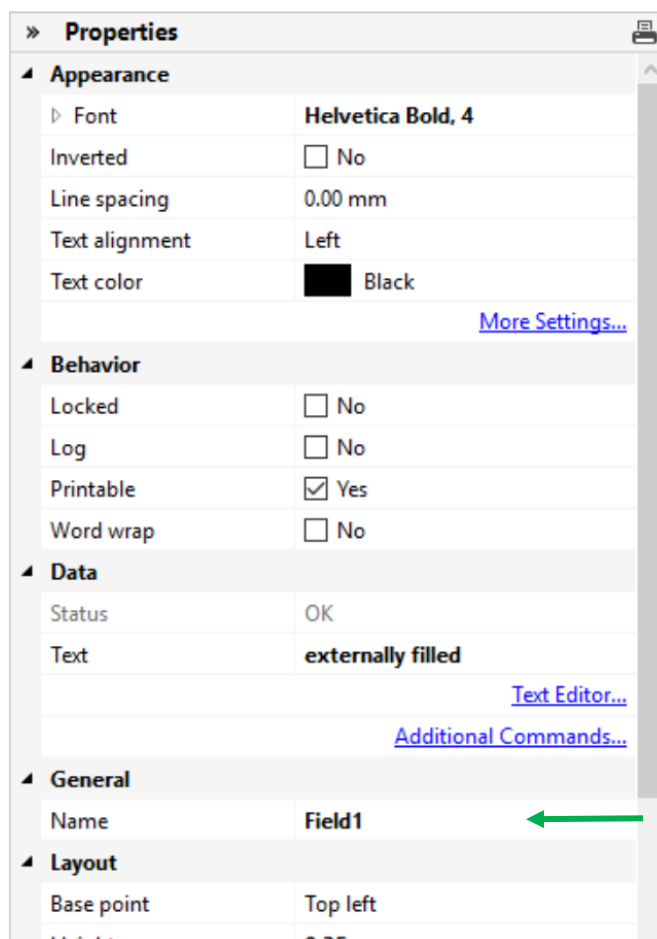 Properties
Appearance
Font Helvetica Bold, 4
Inverted No
Line spacing 0.00 mm
Text alignment Left
Text color Black
More Settings...
Behavior
Locked No
Log No
Printable Yes
Word wrap No
Data
Status OK
Text externally filled
Text Editor...
Additional Commands...
General
Name Field1
Layout
Base point Top left